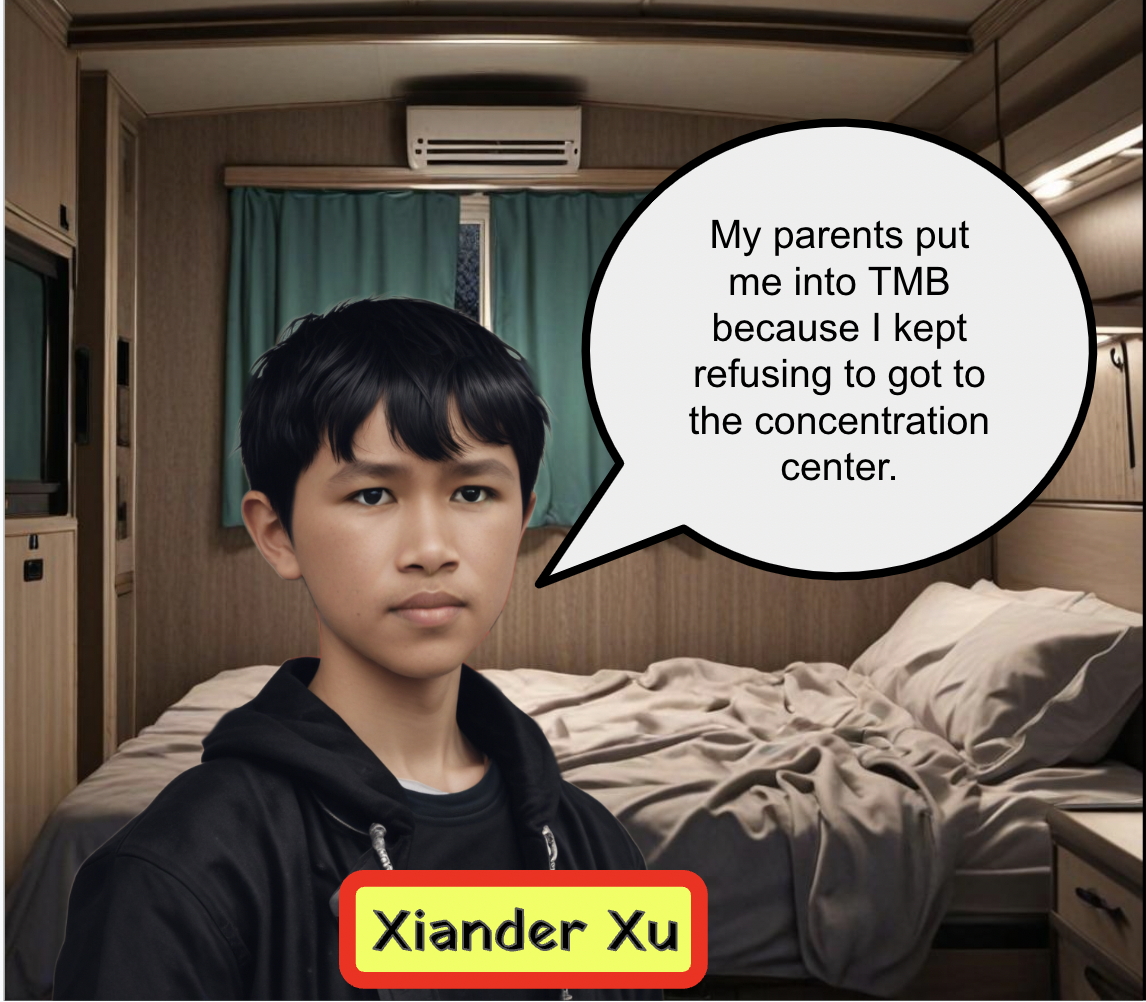 My parents put
me into TMB
because I kept
refusing to got to
the concentration
center.
Xiander Xu